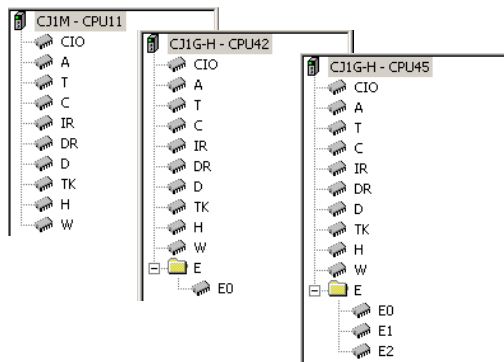 CJ1M - CPU11
CIO
A
T
C
IR
DR
D
TK
H
W
CJ1G-H - CPU42
CIO
A
T
C
IR
DR
D
TK
H
W
E
E0
CJ1G-H - CPU45
CIO
A
T
C
IR
DR
D
TK
H
W
E
E0
E1
E2